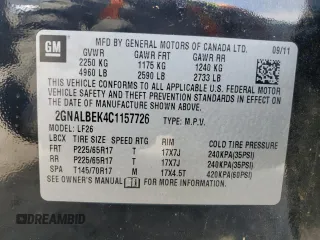 GM
MFD BY GENERAL MOTORS OF CANADA LTD. 09/11
GVWR GAWR FRT GAWR RR
2250 KG 1175 KG 1240 KG
4960 LB 2590 LB 2733 LB
THIS VEHICLE CONFORMS TO ALL APPLICABLE U.S. FEDERAL
MOTOR VEHICLE SAFETY AND THEFT PREVENTION STANDARDS
IN EFFECT ON THE DATE OF MANUFACTURE SHOWN ABOVE.
2GNALBEK4C1157726 TYPE: M.P.V.
MODEL: LF26
LBCX TIRE SIZE SPEED RTG RIM COLD TIRE PRESSURE
FRT P225/65R17 T 17X7J 240KPA(35PSI)
RR P225/65R17 T 17X7J 240KPA(35PSI)
SPA T145/70R17 M 17X4.5T 420KPA(60PSI)
SEE OWNER'S MANUAL FOR ADDITIONAL INFORMATION
DREAMBID